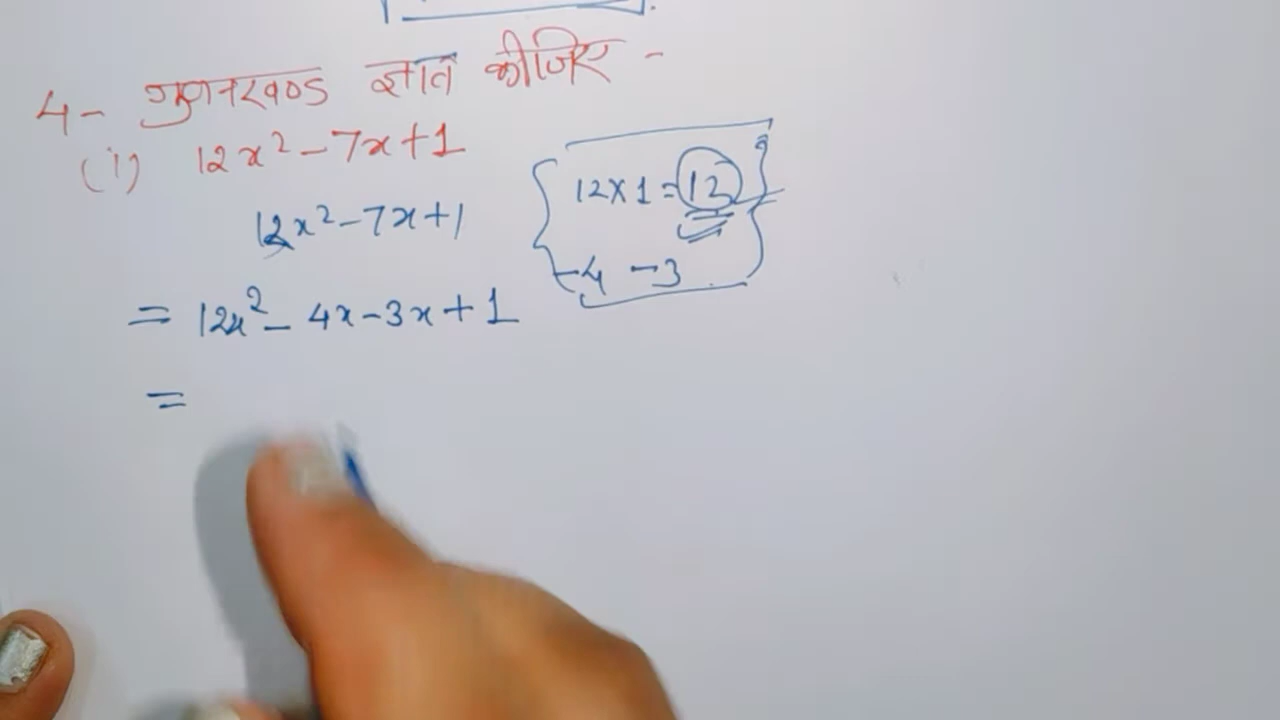 4- गुणनखण्ड ज्ञात कीजिए -
(i) 12x² - 7x + 1
12x² - 7x + 1
12 × 1 = 12
-4 -3
= 12x² - 4x - 3x + 1
=